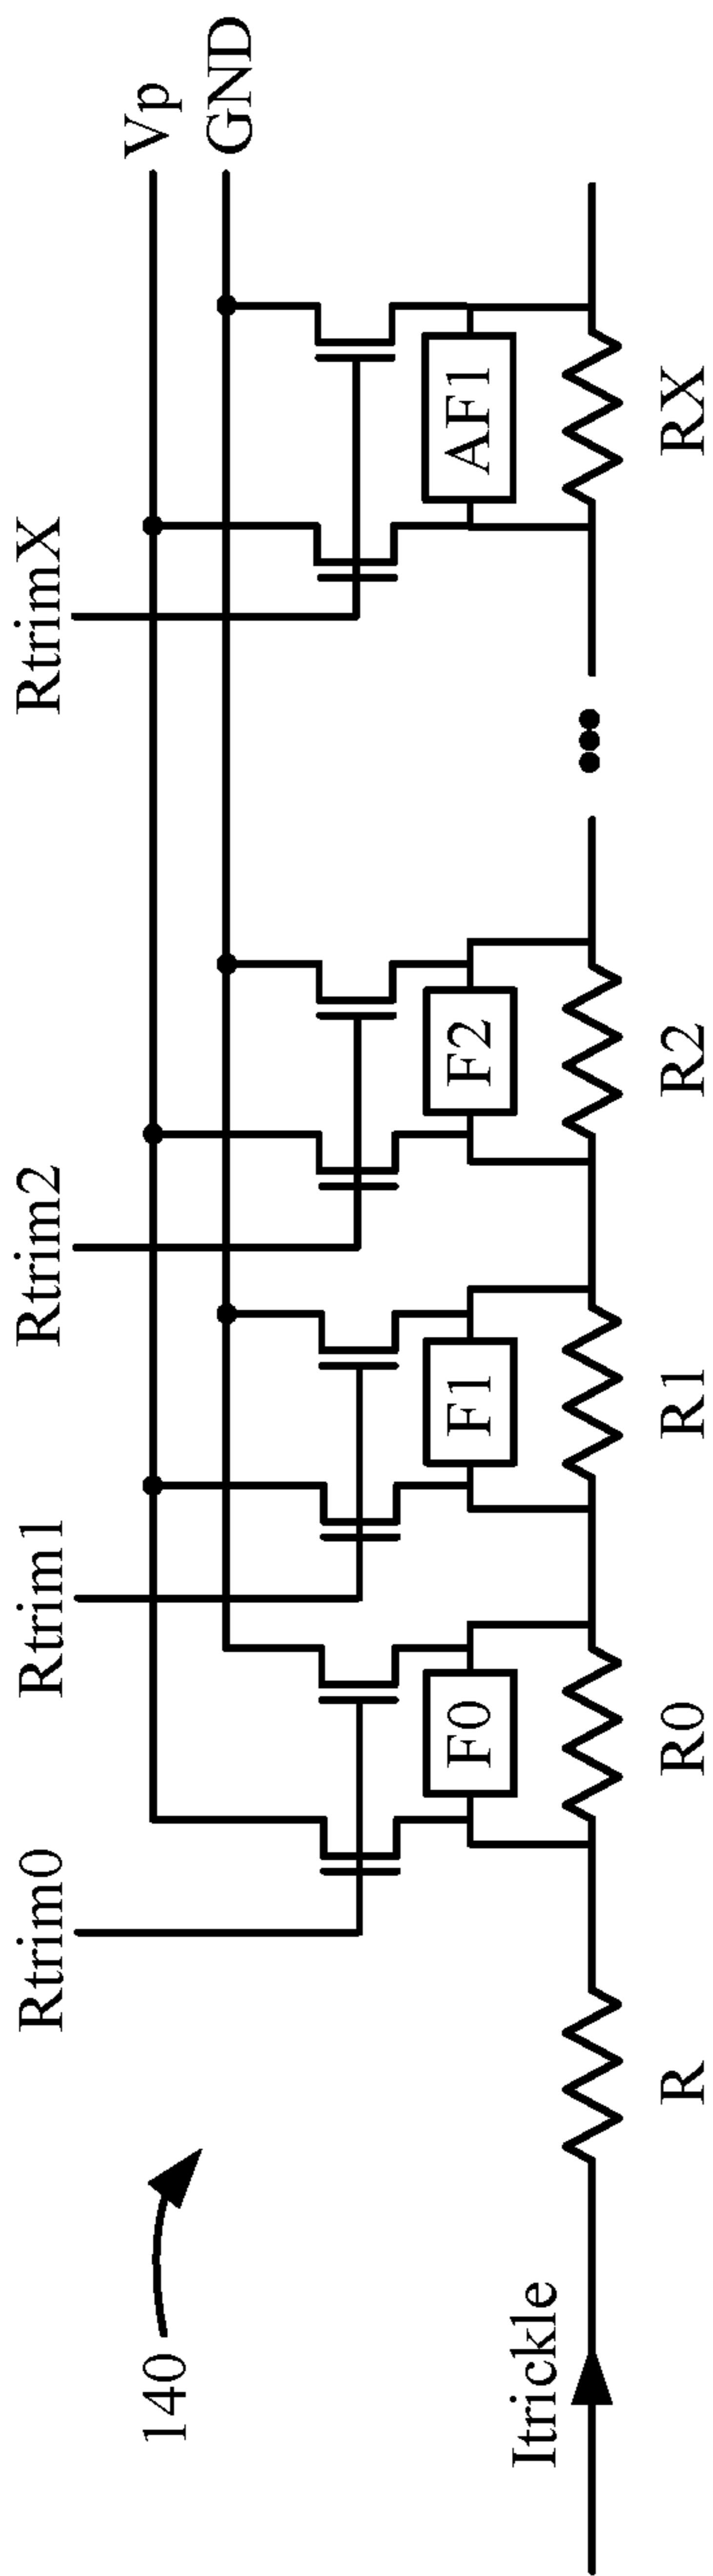 Rtrim0
Rtrim1
Rtrim2
RtrimX
Vp
GND
140
F0
F1
F2
AF1
Itrickle
R
R0
R1
R2
RX